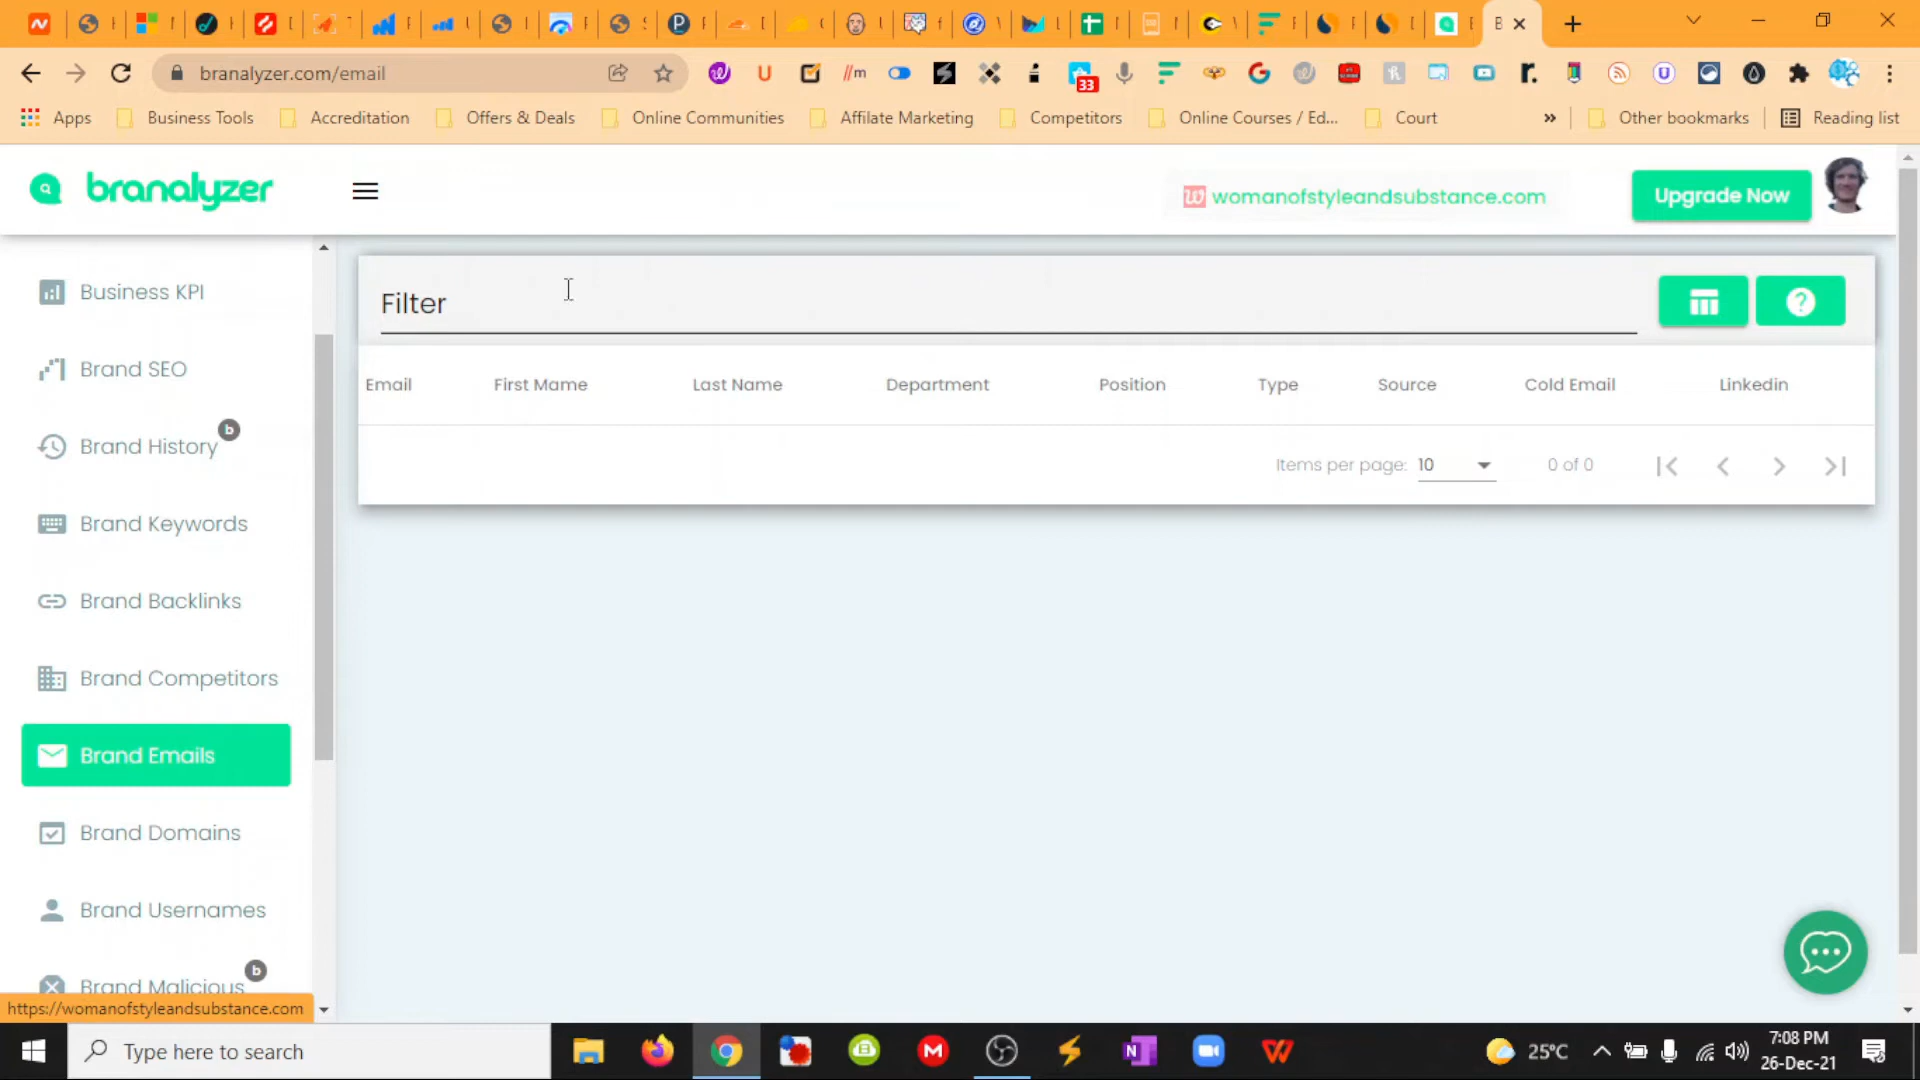 branalyzer.com/email
33
Apps
Business Tools
Accreditation
Offers & Deals
Online Communities
Affilate Marketing
Competitors
Online Courses / Ed...
Court
»
Other bookmarks
Reading list
branalyzer
womanofstyleandsubstance.com
Upgrade Now
Business KPI
Brand SEO
Brand History
b
Brand Keywords
Brand Backlinks
Brand Competitors
Brand Emails
Brand Domains
Brand Usernames
Brand Malicious
b
https://womanofstyleandsubstance.com
Filter
Email First Mame Last Name Department Position Type Source Cold Email Linkedin
Items per page: 10 0 of 0
Type here to search
25°C
7:08 PM
26-Dec-21